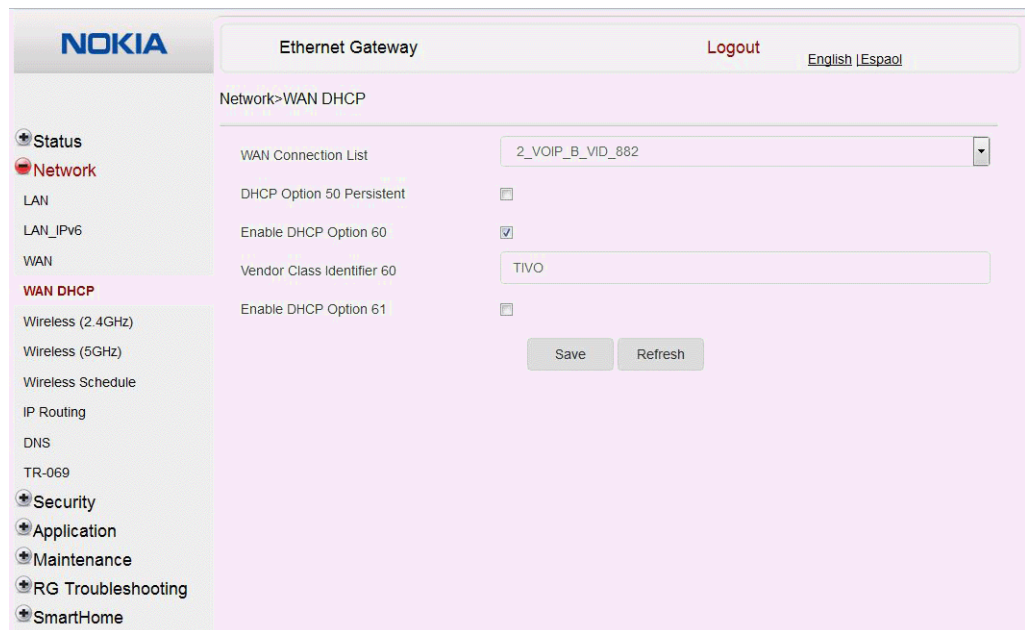 NOKIA
Ethernet Gateway
Logout
English | Espaol
Network>WAN DHCP
Status
Network
LAN
LAN_IPv6
WAN
WAN DHCP
Wireless (2.4GHz)
Wireless (5GHz)
Wireless Schedule
IP Routing
DNS
TR-069
Security
Application
Maintenance
RG Troubleshooting
SmartHome
WAN Connection List
2_VOIP_B_VID_882
DHCP Option 50 Persistent
Enable DHCP Option 60
Vendor Class Identifier 60
TIVO
Enable DHCP Option 61
Save
Refresh